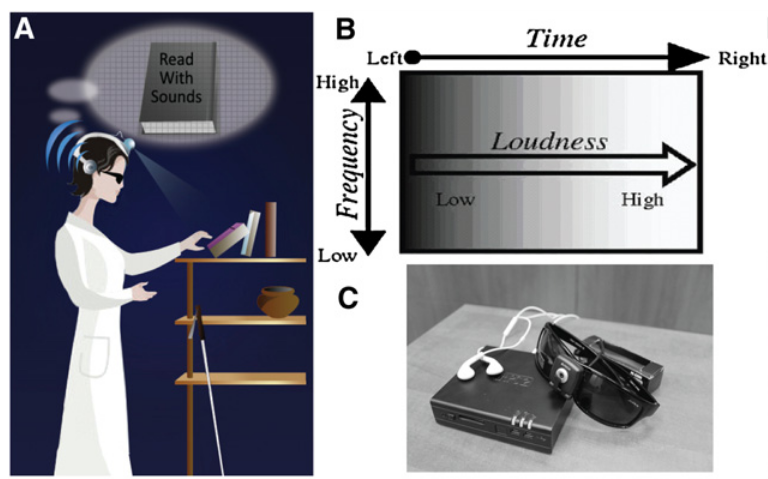 A
Read
With
Sounds
B
Time
Left
Right
High
Frequency
Low
Loudness
Low
High
C